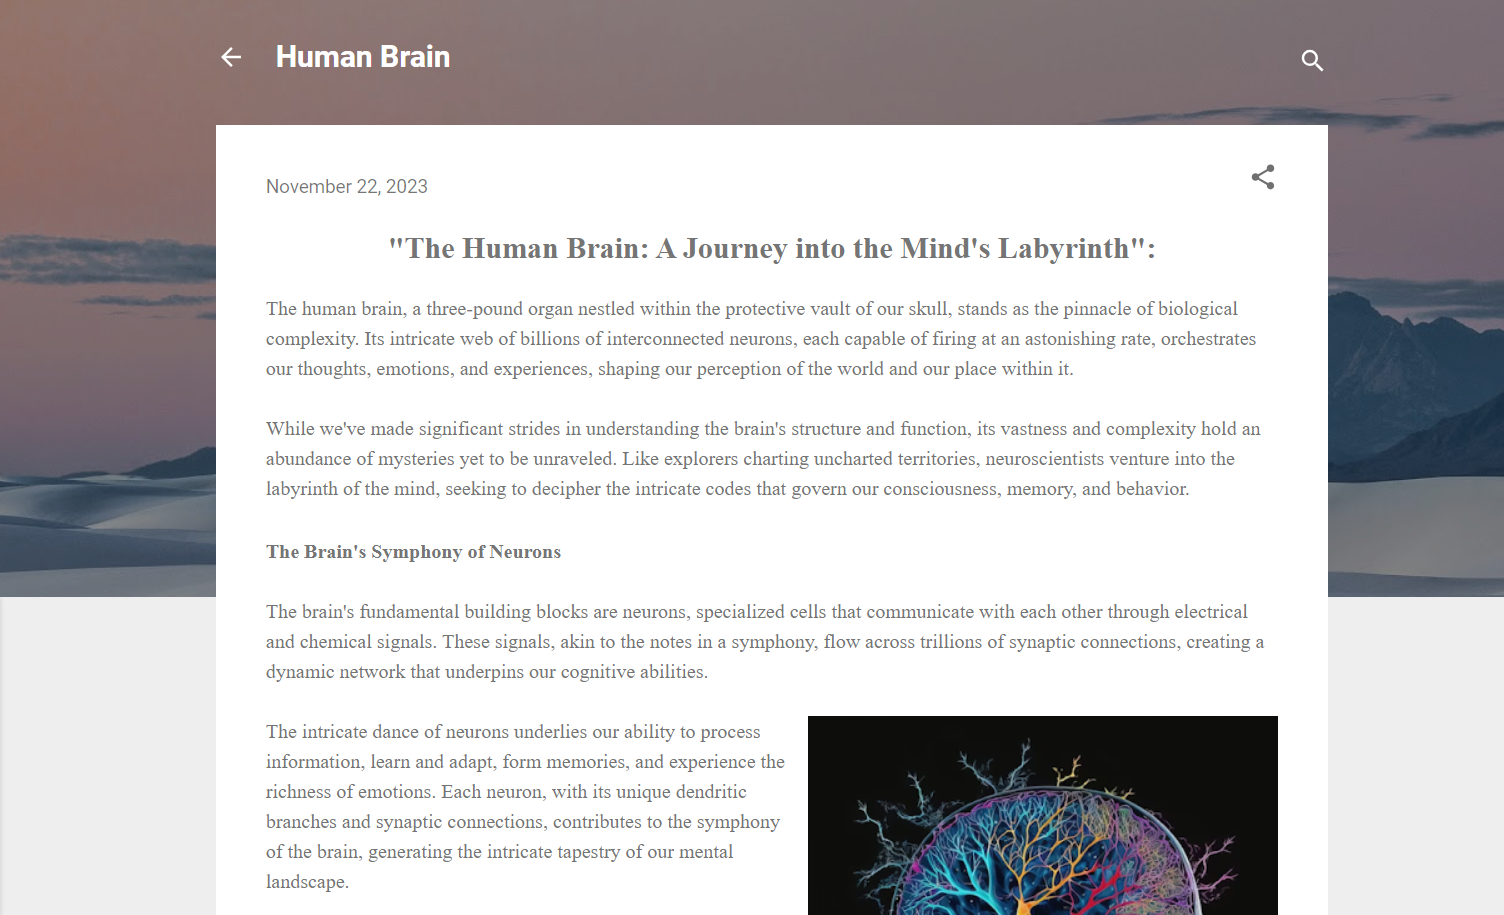 Human Brain
November 22, 2023
"The Human Brain: A Journey into the Mind's Labyrinth":
The human brain, a three-pound organ nestled within the protective vault of our skull, stands as the pinnacle of biological
complexity. Its intricate web of billions of interconnected neurons, each capable of firing at an astonishing rate, orchestrates
our thoughts, emotions, and experiences, shaping our perception of the world and our place within it.
While we've made significant strides in understanding the brain's structure and function, its vastness and complexity hold an
abundance of mysteries yet to be unraveled. Like explorers charting uncharted territories, neuroscientists venture into the
labyrinth of the mind, seeking to decipher the intricate codes that govern our consciousness, memory, and behavior.
The Brain's Symphony of Neurons
The brain's fundamental building blocks are neurons, specialized cells that communicate with each other through electrical
and chemical signals. These signals, akin to the notes in a symphony, flow across trillions of synaptic connections, creating a
dynamic network that underpins our cognitive abilities.
The intricate dance of neurons underlies our ability to process
information, learn and adapt, form memories, and experience the
richness of emotions. Each neuron, with its unique dendritic
branches and synaptic connections, contributes to the symphony
of the brain, generating the intricate tapestry of our mental
landscape.